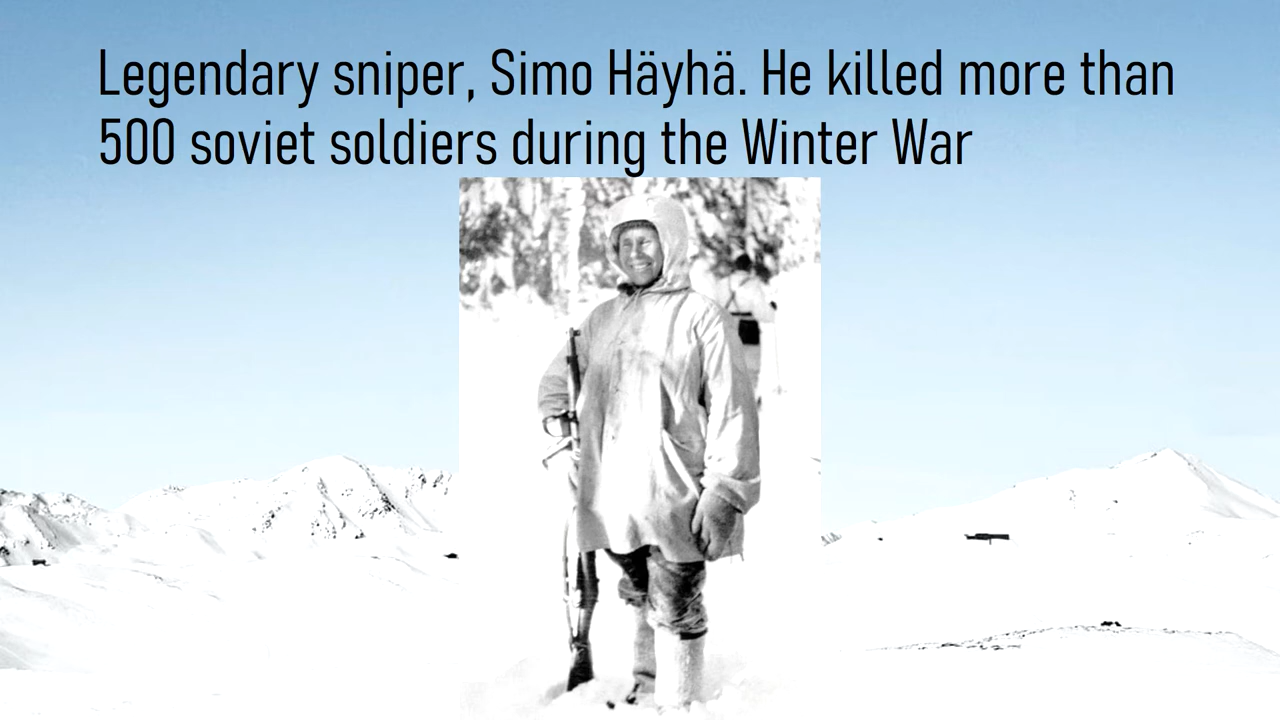 Legendary sniper, Simo Häyhä. He killed more than
500 soviet soldiers during the Winter War